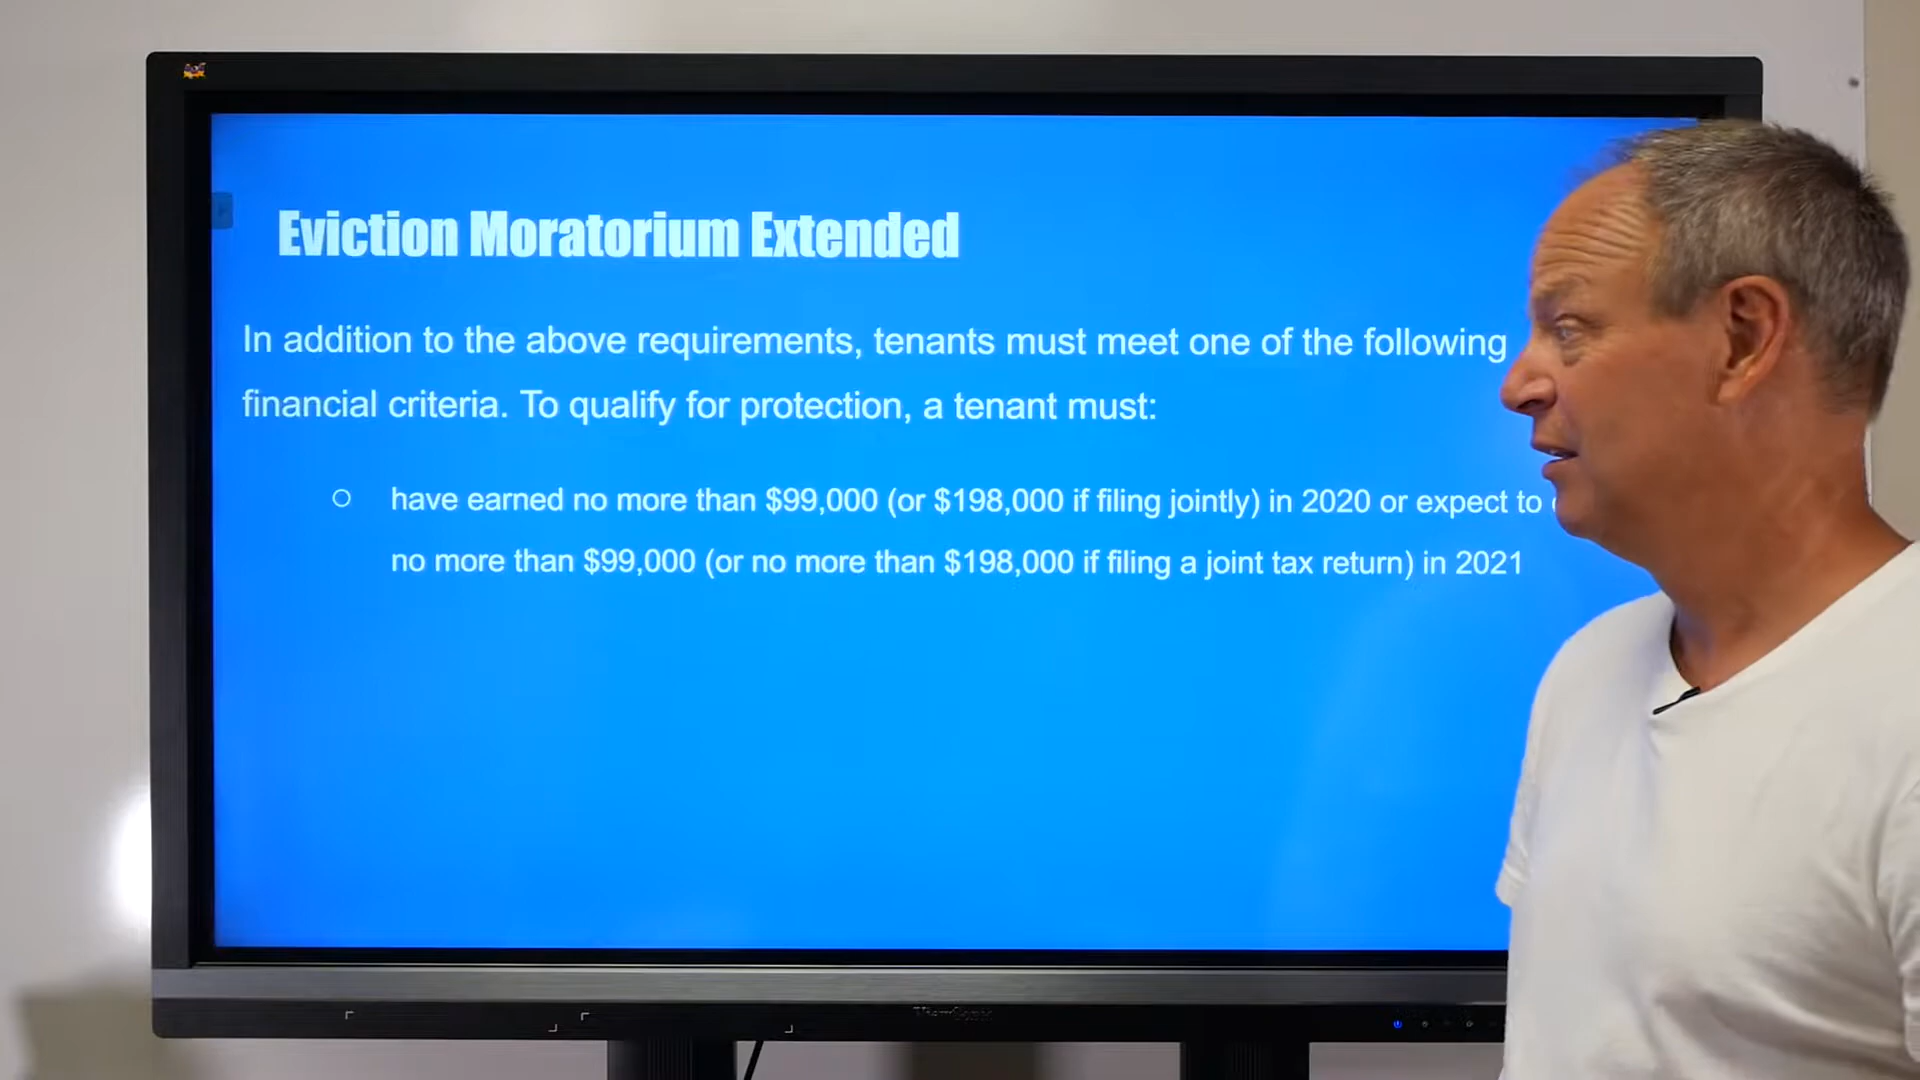 Eviction Moratorium Extended
In addition to the above requirements, tenants must meet one of the following
financial criteria. To qualify for protection, a tenant must:
○ have earned no more than $99,000 (or $198,000 if filing jointly) in 2020 or expect to
no more than $99,000 (or no more than $198,000 if filing a joint tax return) in 2021
ViewSonic